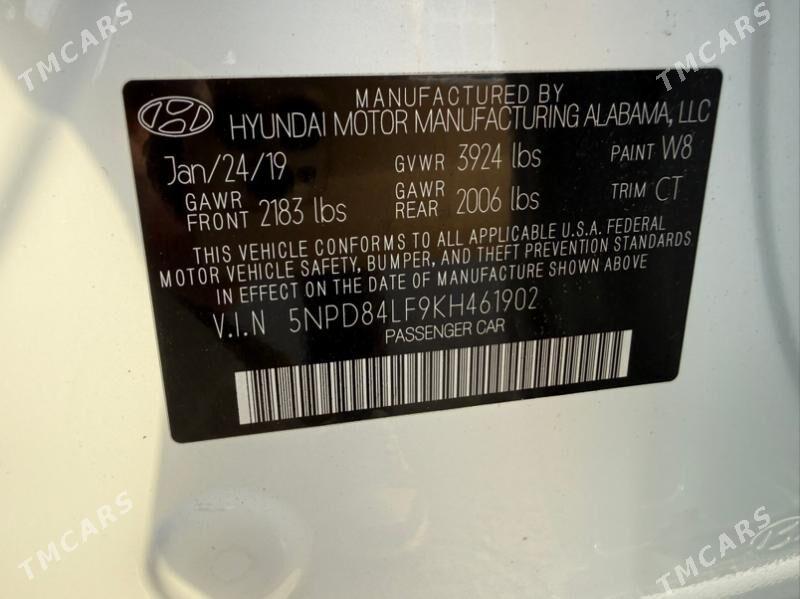 TMCARS
TMCARS
MANUFACTURED BY
HYUNDAI MOTOR MANUFACTURING ALABAMA, LLC
Jan/24/19 GVWR 3924 lbs PAINT W8
GAWR FRONT 2183 lbs GAWR REAR 2006 lbs TRIM CT
THIS VEHICLE CONFORMS TO ALL APPLICABLE U.S.A. FEDERAL
MOTOR VEHICLE SAFETY, BUMPER, AND THEFT PREVENTION STANDARDS
IN EFFECT ON THE DATE OF MANUFACTURE SHOWN ABOVE
V.I.N 5NPD84LF9KH461902
PASSENGER CAR
TMCARS
TMCARS